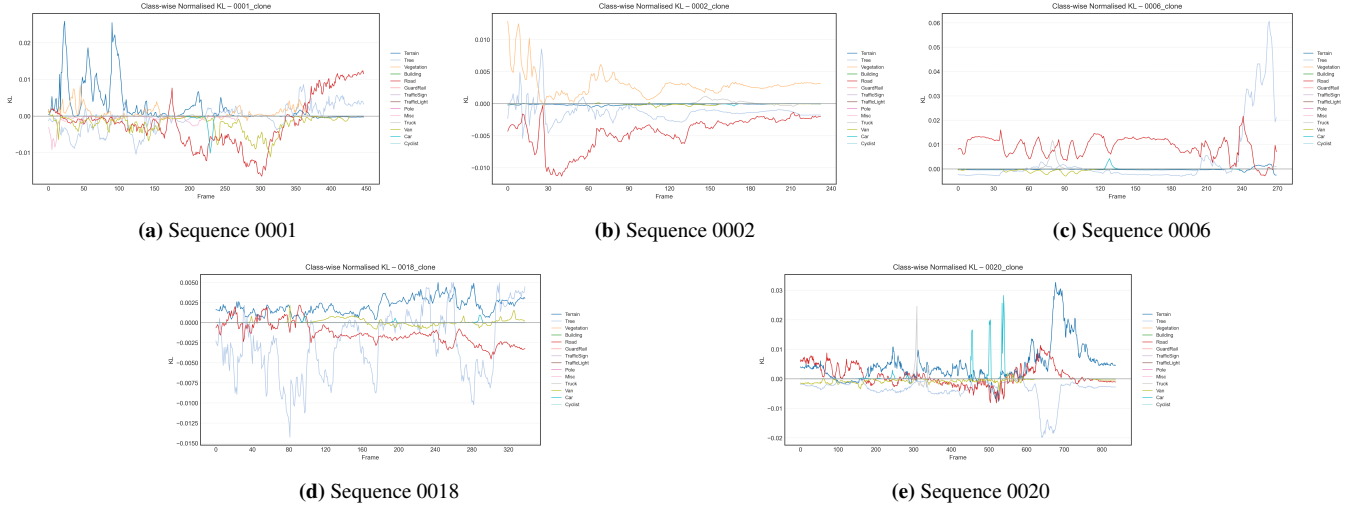 Class-wise Normalised KL – 0001_clone
KL
0.02
0.01
0.00
−0.01
0
50
100
150
200
250
300
350
400
450
Frame
Terrain
Tree
Vegetation
Building
Road
GuardRail
TrafficSign
TrafficLight
Pole
Misc
Truck
Van
Car
Cyclist
(a) Sequence 0001
Class-wise Normalised KL – 0002_clone
KL
0.010
0.005
0.000
−0.005
−0.010
0
30
60
90
120
150
180
210
240
Frame
Terrain
Tree
Vegetation
Building
Road
GuardRail
TrafficSign
TrafficLight
Pole
Misc
Truck
Van
Car
Cyclist
(b) Sequence 0002
Class-wise Normalised KL – 0006_clone
KL
0.06
0.05
0.04
0.03
0.02
0.01
0.00
0
30
60
90
120
150
180
210
240
270
Frame
Terrain
Tree
Vegetation
Building
Road
GuardRail
TrafficSign
TrafficLight
Pole
Misc
Truck
Van
Car
Cyclist
(c) Sequence 0006
Class-wise Normalised KL – 0018_clone
KL
0.0050
0.0025
0.0000
−0.0025
−0.0050
−0.0075
−0.0100
−0.0125
−0.0150
0
40
80
120
160
200
240
280
320
Frame
Terrain
Tree
Vegetation
Building
Road
GuardRail
TrafficSign
TrafficLight
Pole
Misc
Truck
Van
Car
Cyclist
(d) Sequence 0018
Class-wise Normalised KL – 0020_clone
KL
0.03
0.02
0.01
0.00
−0.01
−0.02
0
100
200
300
400
500
600
700
800
Frame
Terrain
Tree
Vegetation
Building
Road
GuardRail
TrafficSign
TrafficLight
Pole
Misc
Truck
Van
Car
Cyclist
(e) Sequence 0020